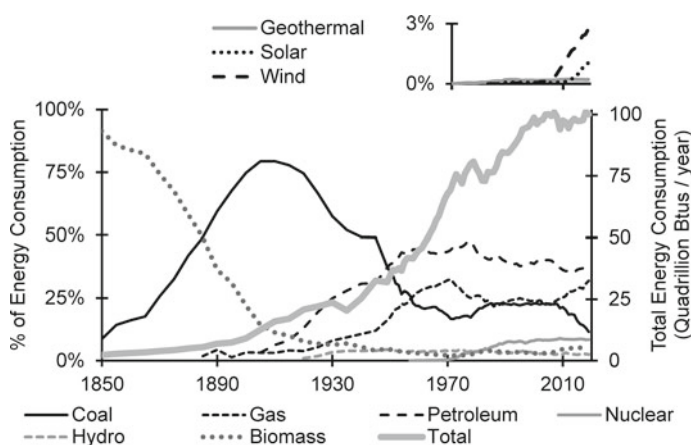 Geothermal
Solar
Wind
3%
0%
100%
75%
50%
25%
0%
% of Energy Consumption
100
75
50
25
0
Total Energy Consumption
(Quadrillion Btus / year)
1850 1890 1930 1970 2010
Coal Gas Petroleum Nuclear
Hydro Biomass Total